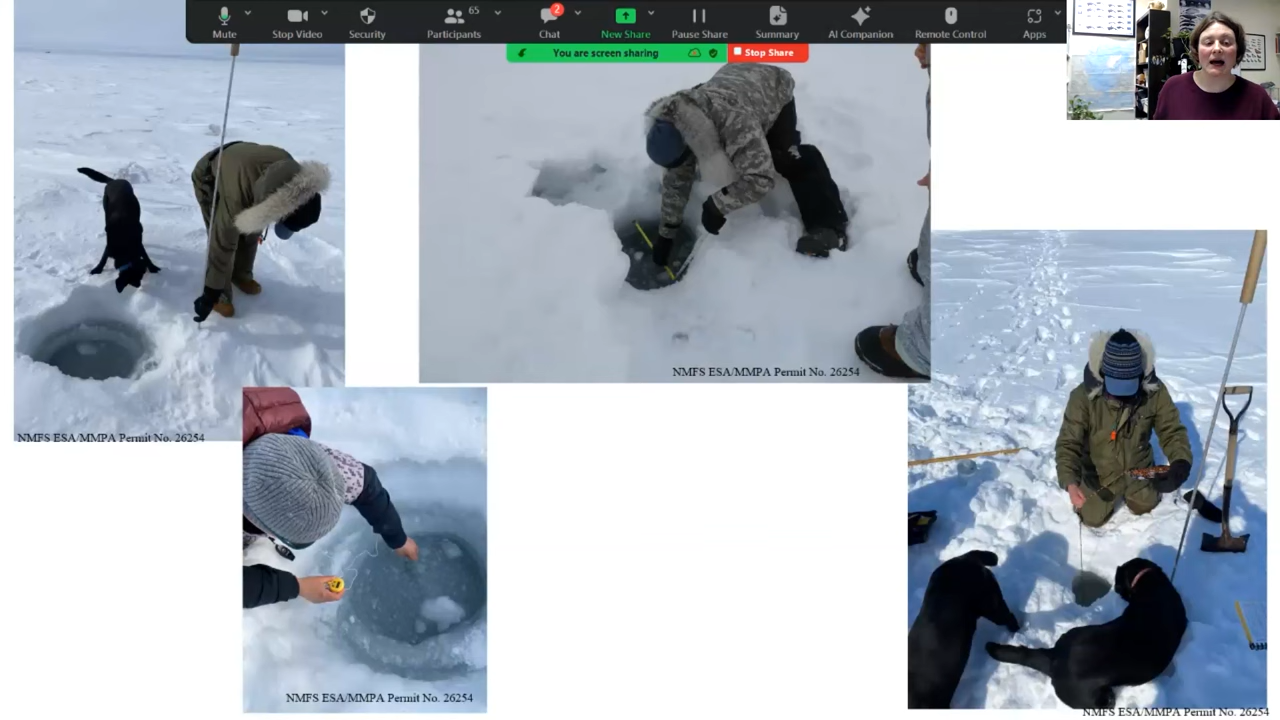 65
2
Mute
Stop Video
Security
Participants
Chat
New Share
Pause Share
Summary
AI Companion
Remote Control
Apps
You are screen sharing
Stop Share
NMFS ESA/MMPA Permit No. 26254
NMFS ESA/MMPA Permit No. 26254
NMFS ESA/MMPA Permit No. 26254
NMFS ESA/MMPA Permit No. 26254